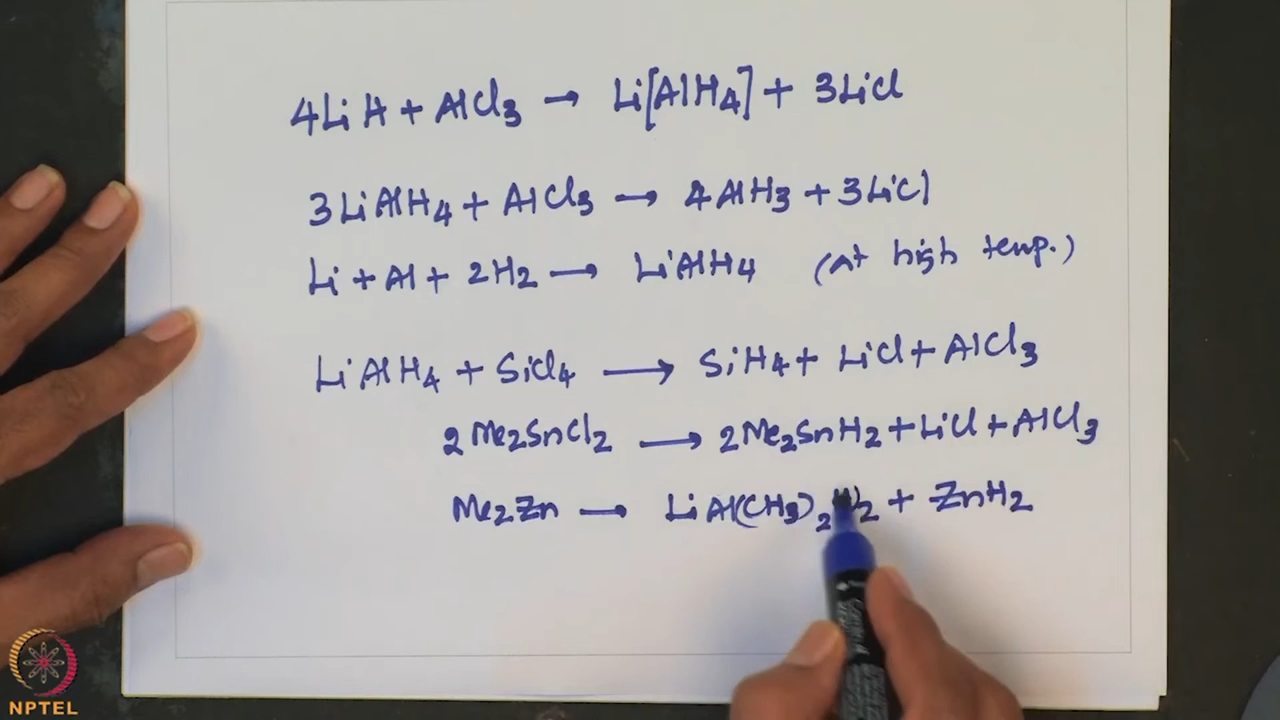 4LiH + AlCl3 → Li[AlH4] + 3LiCl
3LiAlH4 + AlCl3 → 4AlH3 + 3LiCl
Li + Al + 2H2 → LiAlH4 (at high temp.)
LiAlH4 + SiCl4 → SiH4 + LiCl + AlCl3
2Me2SnCl2 → 2Me2SnH2 + LiCl + AlCl3
Me2Zn → LiAl(CH3)2H2 + ZnH2
NPTEL